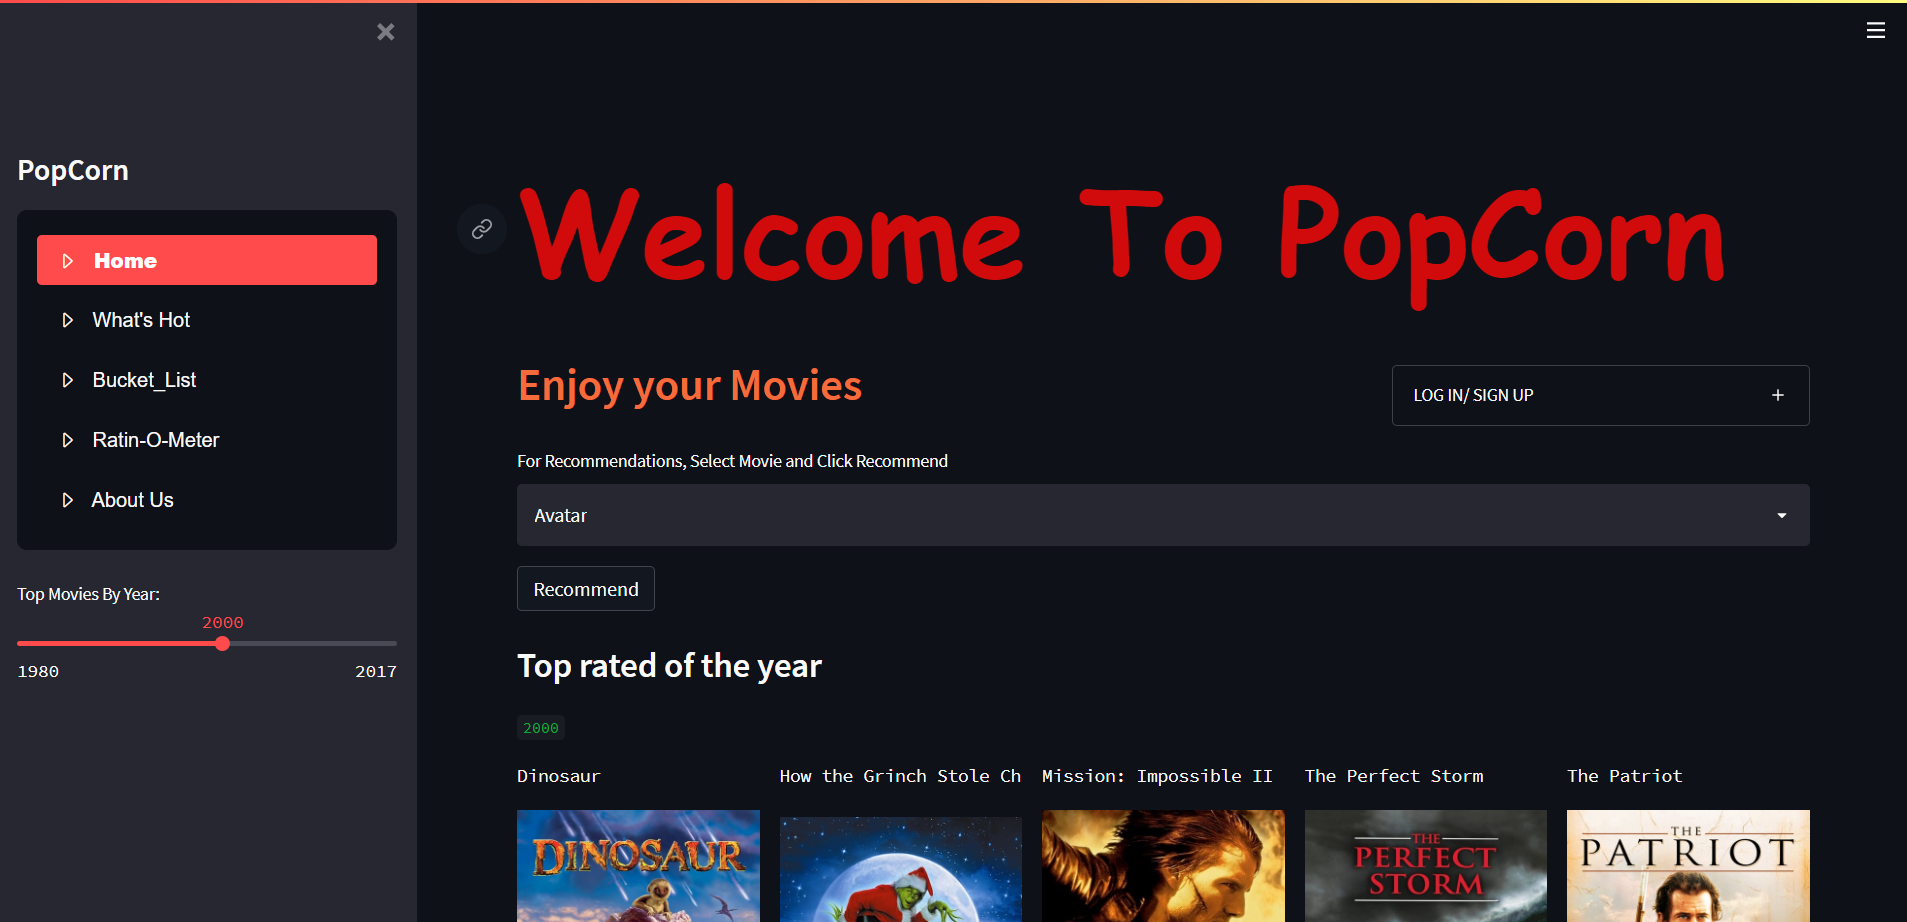 PopCorn
Home
What's Hot
Bucket_List
Ratin-O-Meter
About Us
Top Movies By Year:
2000
1980 2017
Welcome To PopCorn
Enjoy your Movies
LOG IN/ SIGN UP
For Recommendations, Select Movie and Click Recommend
Avatar
Recommend
Top rated of the year
2000
Dinosaur
How the Grinch Stole Ch
Mission: Impossible II
The Perfect Storm
The Patriot
DINOSAUR
THE
PERFECT
STORM
THE
PATRIOT